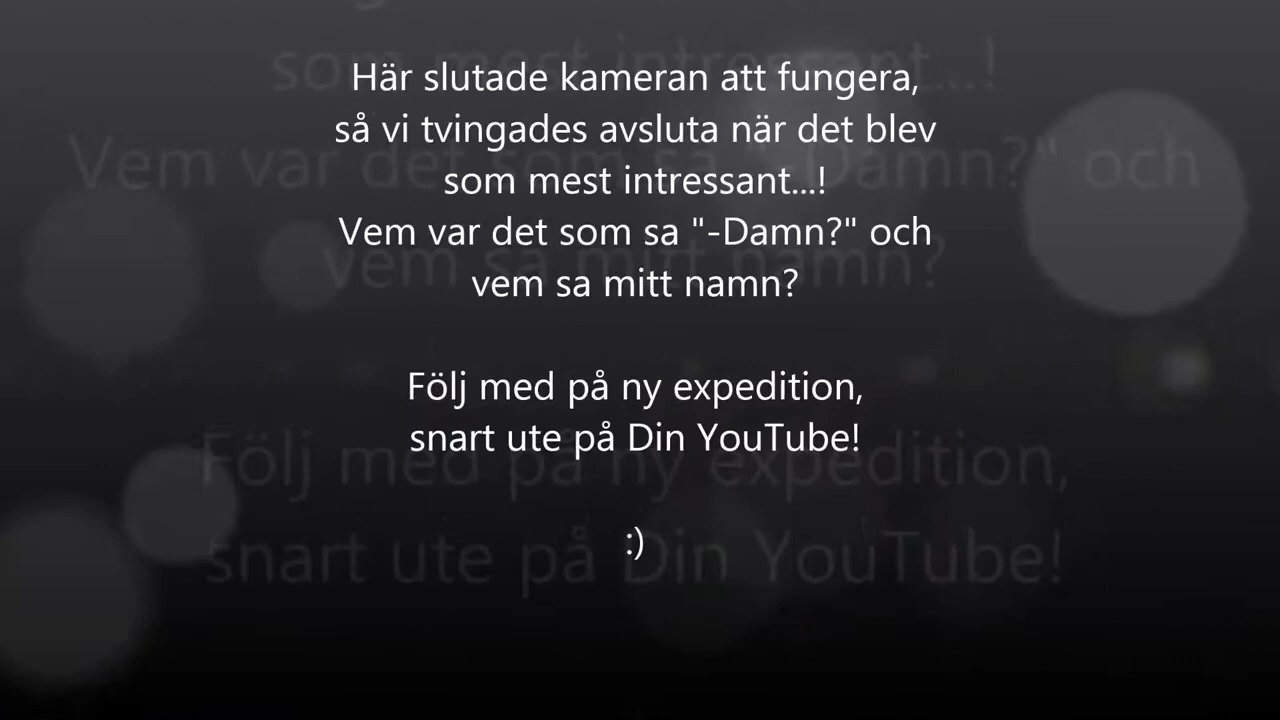 Här slutade kameran att fungera,
så vi tvingades avsluta när det blev
som mest intressant...!
Vem var det som sa "-Damn?" och
vem sa mitt namn?
Följ med på ny expedition,
snart ute på Din YouTube!
:)